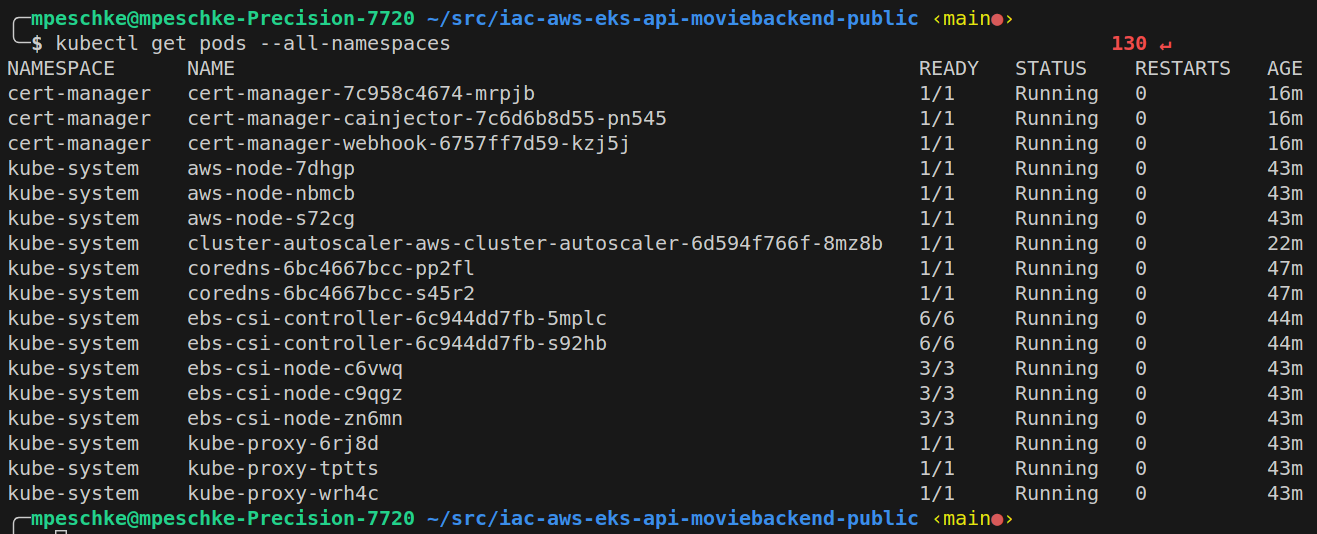 mpeschke@mpeschke-Precision-7720 ~/src/iac-aws-eks-api-moviebackend-public ‹main●›
$ kubectl get pods --all-namespaces 130 ↵
NAMESPACE NAME READY STATUS RESTARTS AGE
cert-manager cert-manager-7c958c4674-mrpjb 1/1 Running 0 16m
cert-manager cert-manager-cainjector-7c6d6b8d55-pn545 1/1 Running 0 16m
cert-manager cert-manager-webhook-6757ff7d59-kzj5j 1/1 Running 0 16m
kube-system aws-node-7dhgp 1/1 Running 0 43m
kube-system aws-node-nbmcb 1/1 Running 0 43m
kube-system aws-node-s72cg 1/1 Running 0 43m
kube-system cluster-autoscaler-aws-cluster-autoscaler-6d594f766f-8mz8b 1/1 Running 0 22m
kube-system coredns-6bc4667bcc-pp2fl 1/1 Running 0 47m
kube-system coredns-6bc4667bcc-s45r2 1/1 Running 0 47m
kube-system ebs-csi-controller-6c944dd7fb-5mplc 6/6 Running 0 44m
kube-system ebs-csi-controller-6c944dd7fb-s92hb 6/6 Running 0 44m
kube-system ebs-csi-node-c6vwq 3/3 Running 0 43m
kube-system ebs-csi-node-c9qgz 3/3 Running 0 43m
kube-system ebs-csi-node-zn6mn 3/3 Running 0 43m
kube-system kube-proxy-6rj8d 1/1 Running 0 43m
kube-system kube-proxy-tptts 1/1 Running 0 43m
kube-system kube-proxy-wrh4c 1/1 Running 0 43m
mpeschke@mpeschke-Precision-7720 ~/src/iac-aws-eks-api-moviebackend-public ‹main●›